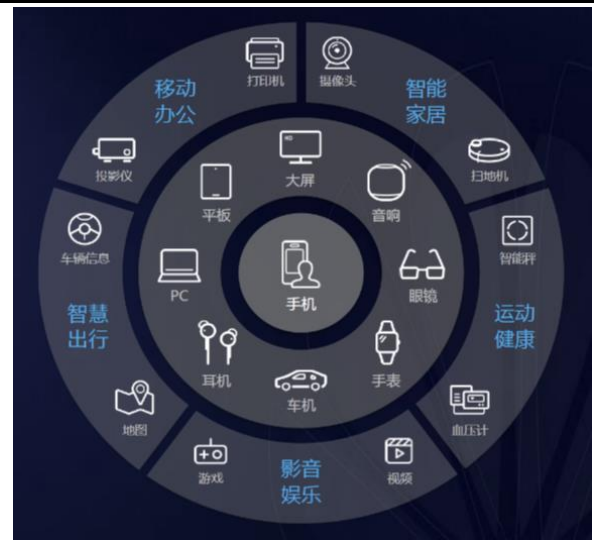 移动
办公
打印机
投影仪
摄像头
智能
家居
扫地机
HD
大屏
平板
音响
车辆信息
智慧
出行
地图
PC
手机
眼镜
智能秤
运动
健康
血压计
耳机
车机
手表
游戏
影音
娱乐
视频